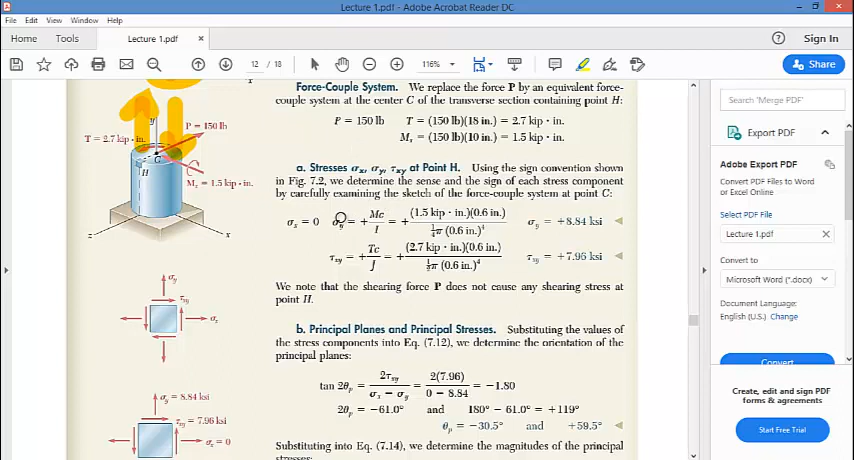 Lecture 1.pdf - Adobe Acrobat Reader DC
File Edit View Window Help
Home Tools Lecture 1.pdf × Sign In
12 / 18 116% Share
Force-Couple System. We replace the force P by an equivalent force-
couple system at the center C of the transverse section containing point H:
P = 150 lb T = (150 lb)(18 in.) = 2.7 kip · in.
Mₓ = (150 lb)(10 in.) = 1.5 kip · in.
a. Stresses σₓ, σy, τxy at Point H. Using the sign convention shown
in Fig. 7.2, we determine the sense and the sign of each stress component
by carefully examining the sketch of the force-couple system at point C:
σₓ = 0 σy = + Mc/I = + (1.5 kip · in.)(0.6 in.) / ¼π (0.6 in.)⁴ σy = +8.84 ksi
τxy = + Tc/J = + (2.7 kip · in.)(0.6 in.) / ½π (0.6 in.)⁴ τxy = +7.96 ksi
We note that the shearing force P does not cause any shearing stress at
point H.
b. Principal Planes and Principal Stresses. Substituting the values of
the stress components into Eq. (7.12), we determine the orientation of the
principal planes:
tan 2θp = 2τxy / σₓ − σy = 2(7.96) / 0 − 8.84 = −1.80
2θp = −61.0° and 180° − 61.0° = +119°
θp = −30.5° and +59.5°
Substituting into Eq. (7.14), we determine the magnitudes of the principal
stresses:
y
P = 150 lb
T = 2.7 kip · in.
C
H
Mₓ = 1.5 kip · in.
z
x
σy
τxy
σₓ
σy = 8.84 ksi
τxy = 7.96 ksi
σₓ = 0
Search 'Merge PDF'
Export PDF
Adobe Export PDF
Convert PDF Files to Word
or Excel Online
Select PDF File
Lecture 1.pdf ×
Convert to
Microsoft Word (*.docx)
Document Language:
English (U.S.) Change
Convert
Create, edit and sign PDF
forms & agreements
Start Free Trial